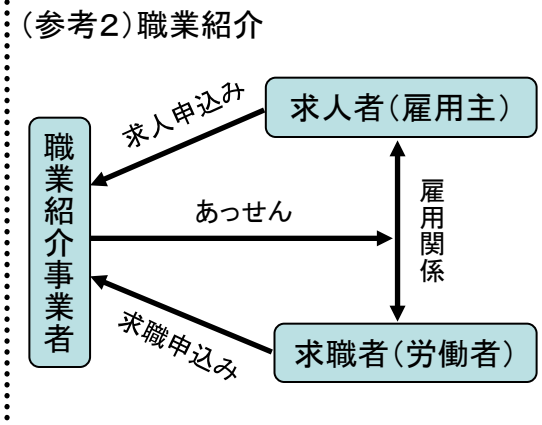 (参考2)職業紹介
求人申込み
求人者(雇用主)
職業紹介事業者
あっせん
雇用関係
求職申込み
求職者(労働者)